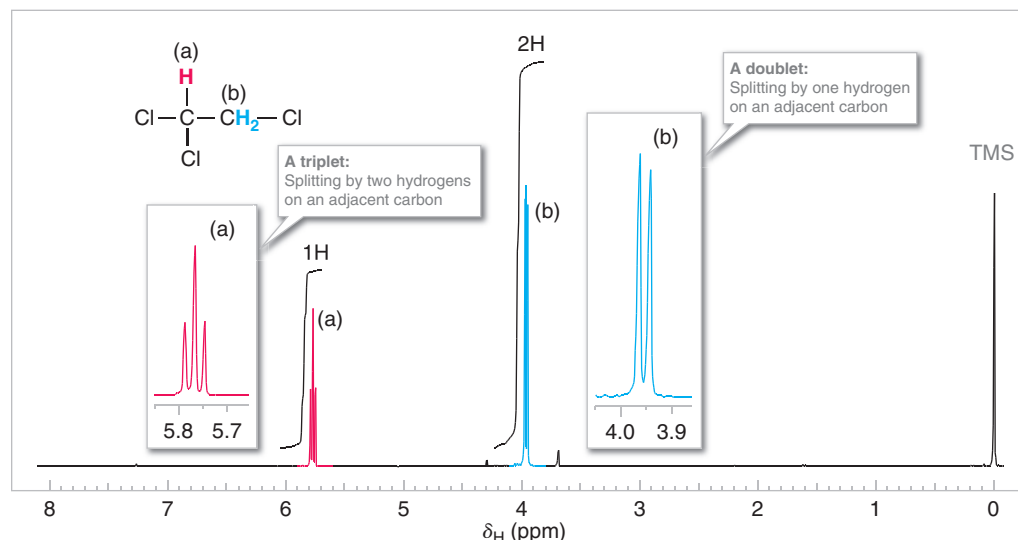 (a)
H
(b)
Cl C CH₂ Cl
Cl
A triplet:
Splitting by two hydrogens
on an adjacent carbon
(a)
5.8 5.7
1H
(a)
2H
(b)
A doublet:
Splitting by one hydrogen
on an adjacent carbon
(b)
4.0 3.9
TMS
8 7 6 5 4 3 2 1 0
δH (ppm)